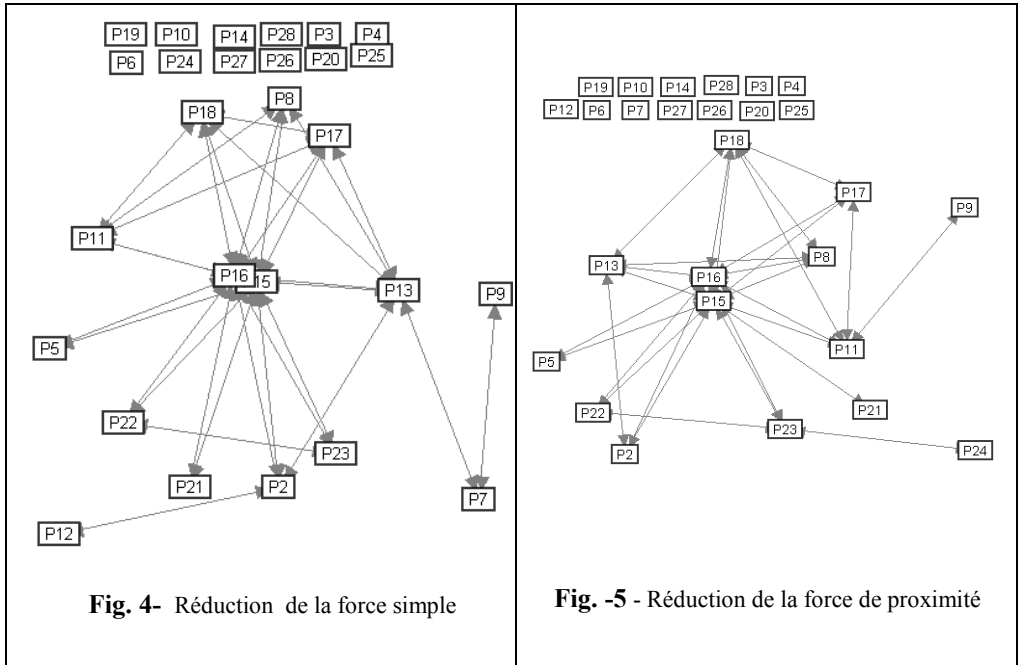 P19 P10 P14 P28 P3 P4
P6 P24 P27 P26 P20 P25
P8
P18
P17
P11
P16 15
P13
P9
P5
P22
P23
P21 P2
P7
P12
Fig. 4- Réduction de la force simple
P19 P10 P14 P28 P3 P4
P12 P6 P7 P27 P26 P20 P25
P18
P17
P9
P8
P13
P16
P15
P11
P5
P22
P21
P23
P2
P24
Fig. -5 - Réduction de la force de proximité